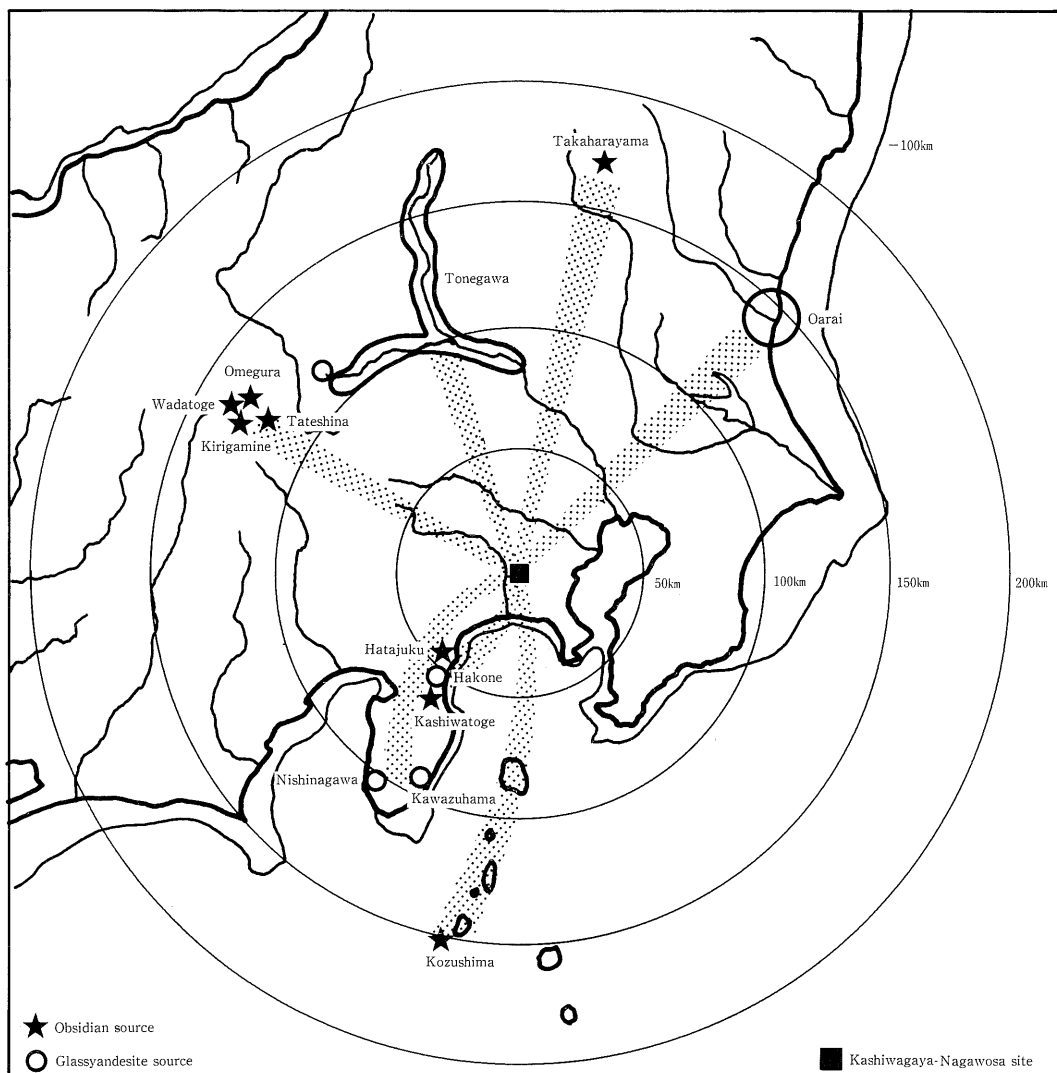 Takaharayama
-100km
Tonegawa
Oarai
Omegura
Wadatoge
Tateshina
Kirigamine
50km
100km
150km
200km
Hatajuku
Hakone
Kashiwatoge
Nishinagawa
Kawazuhama
Kozushima
Obsidian source
Glassyandesite source
Kashiwagaya-Nagawosa site